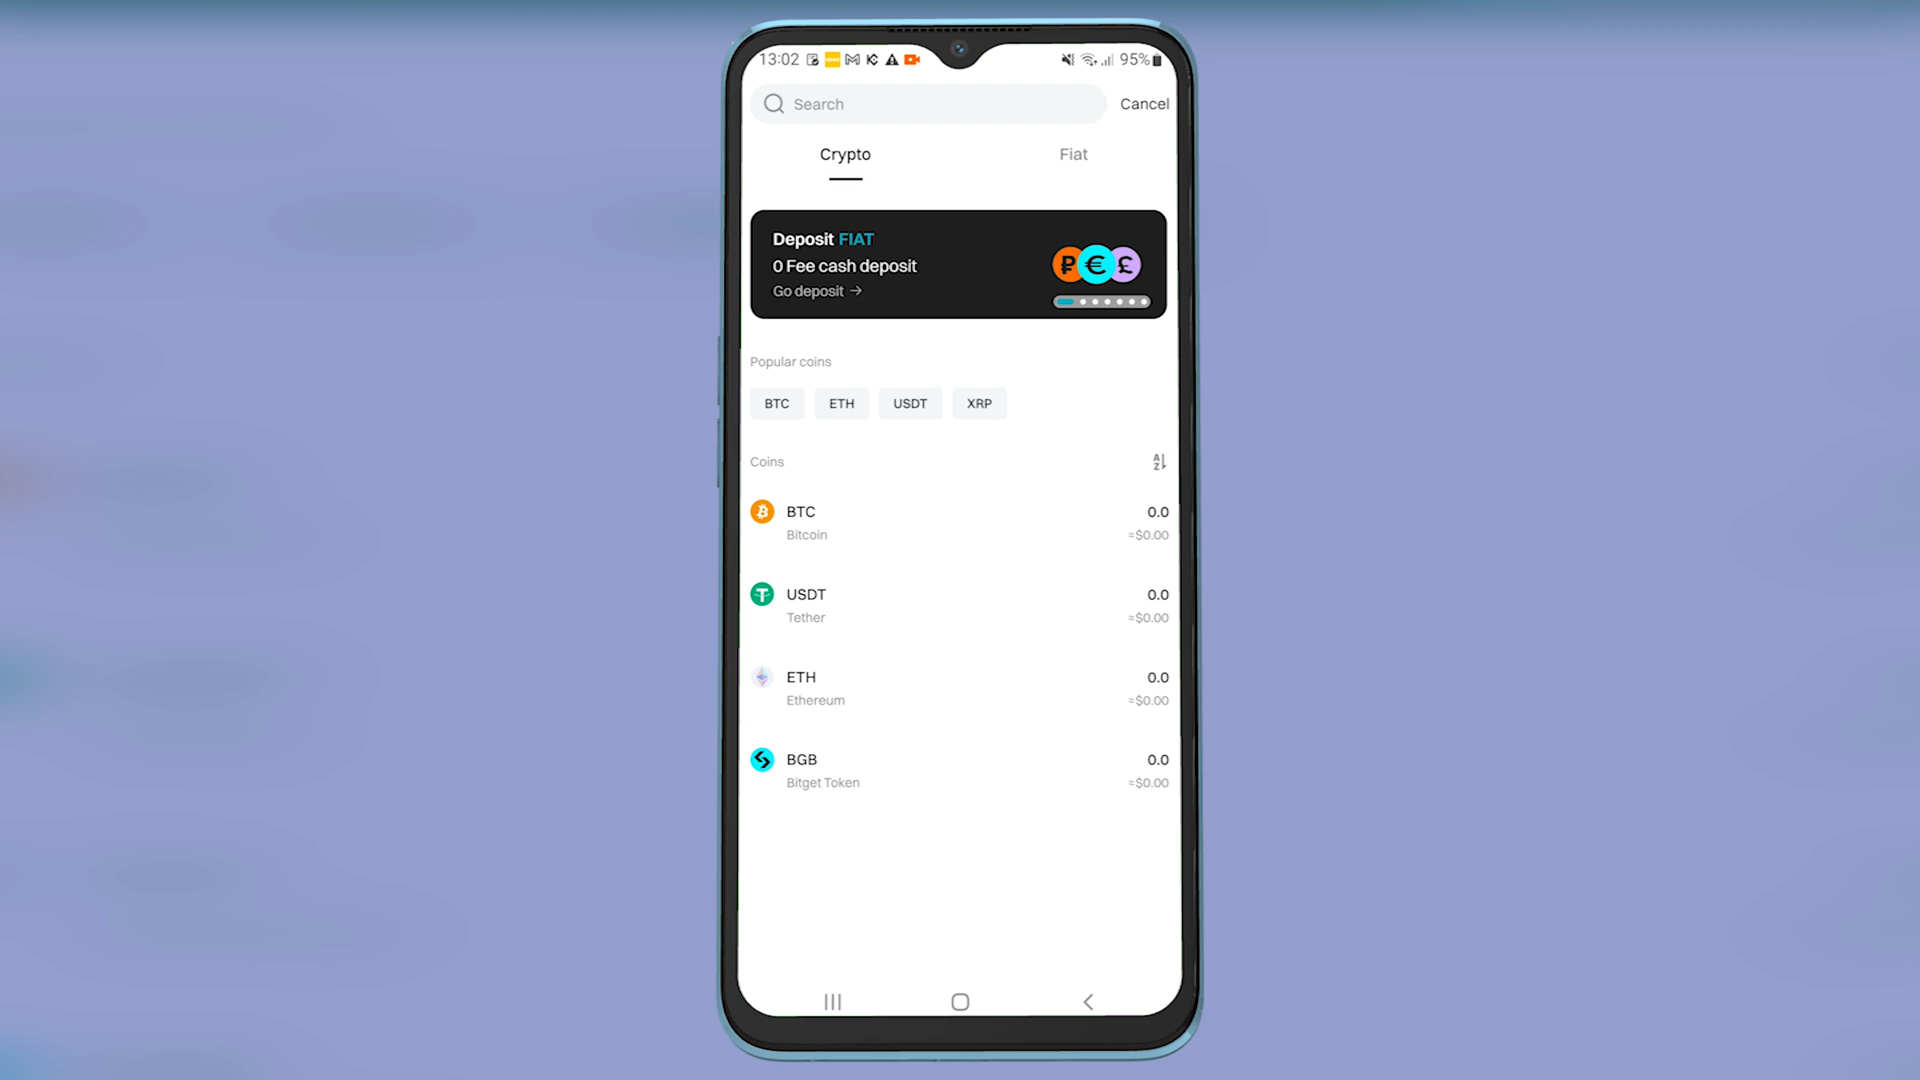 13:02
95%
Search
Cancel
Crypto
Fiat
Deposit FIAT
0 Fee cash deposit
Go deposit →
₽ € £
Popular coins
BTC
ETH
USDT
XRP
Coins
BTC
0.0
Bitcoin
≈$0.00
USDT
0.0
Tether
≈$0.00
ETH
0.0
Ethereum
≈$0.00
BGB
0.0
Bitget Token
≈$0.00